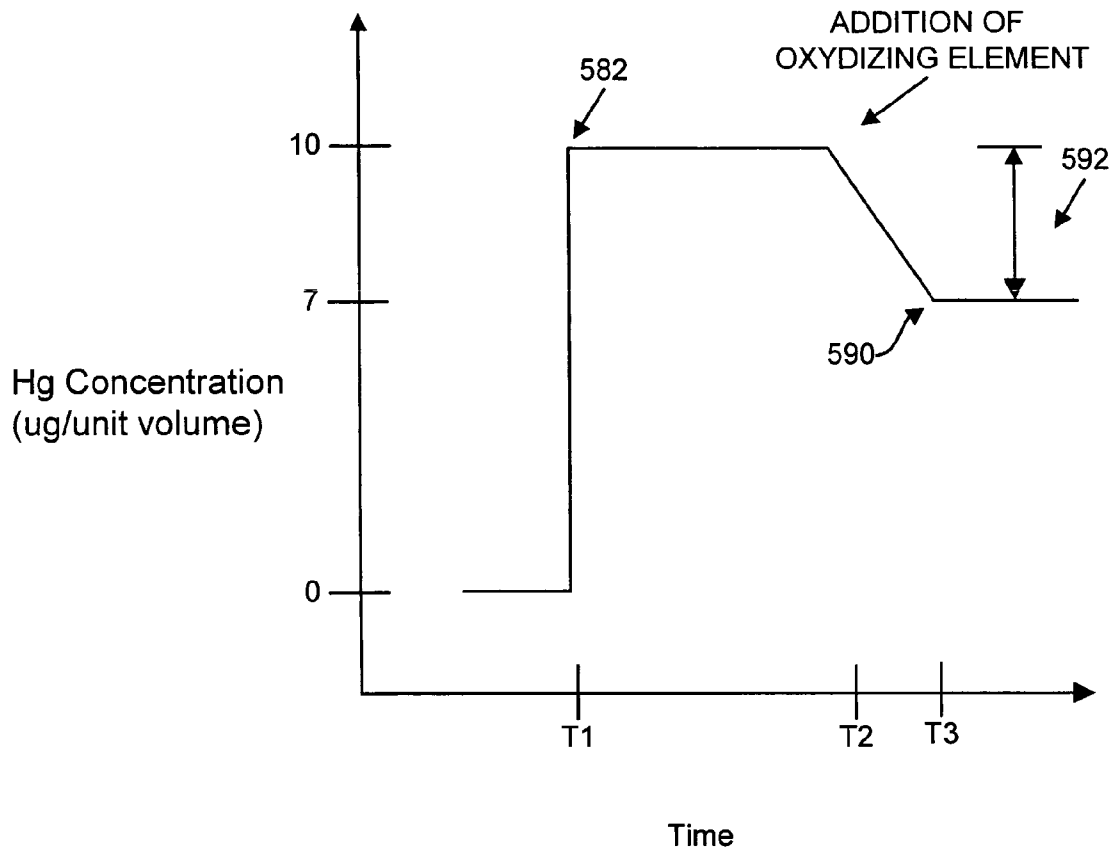 ADDITION OF
OXYDIZING ELEMENT
582
10
592
7
590
Hg Concentration
(ug/unit volume)
0
T1
T2
T3
Time